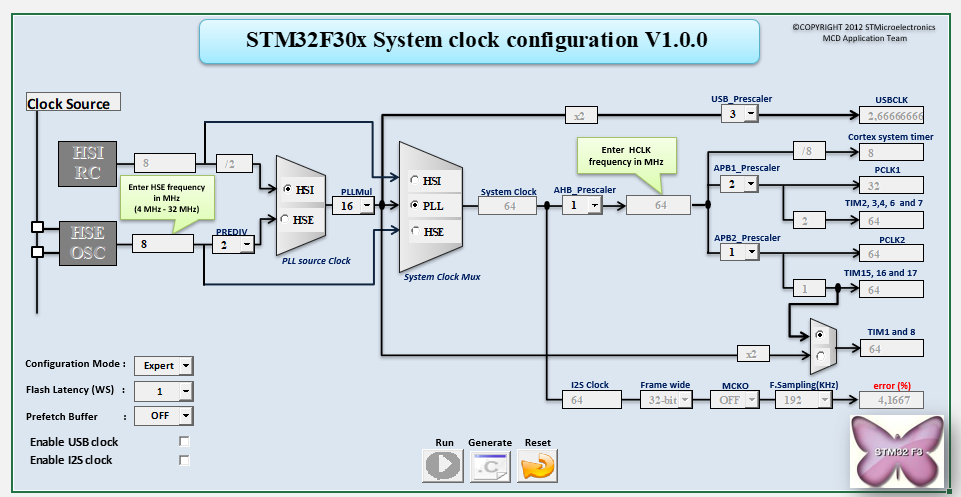 STM32F30x System clock configuration V1.0.0
©COPYRIGHT 2012 STMicroelectronics
MCD Application Team
Clock Source
HSI
RC
8
/2
Enter HSE frequency
in MHz
(4 MHz - 32 MHz)
HSE
OSC
8
PREDIV
2
HSI
HSE
PLL source Clock
PLLMul
16
HSI
PLL
HSE
System Clock Mux
System Clock
64
AHB_Prescaler
1
x2
Enter HCLK
frequency in MHz
64
USB_Prescaler
3
USBCLK
2,66666666
Cortex system timer
/8
8
APB1_Prescaler
2
PCLK1
32
TIM2, 3,4, 6 and 7
2
64
APB2_Prescaler
1
PCLK2
64
TIM15, 16 and 17
1
64
TIM1 and 8
x2
64
I2S Clock
64
Frame wide
32-bit
MCKO
OFF
F.Sampling(KHz)
192
error (%)
4,1667
Configuration Mode :
Expert
Flash Latency (WS) :
1
Prefetch Buffer :
OFF
Enable USB clock
Enable I2S clock
Run
Generate
Reset
.C
STM32 F3